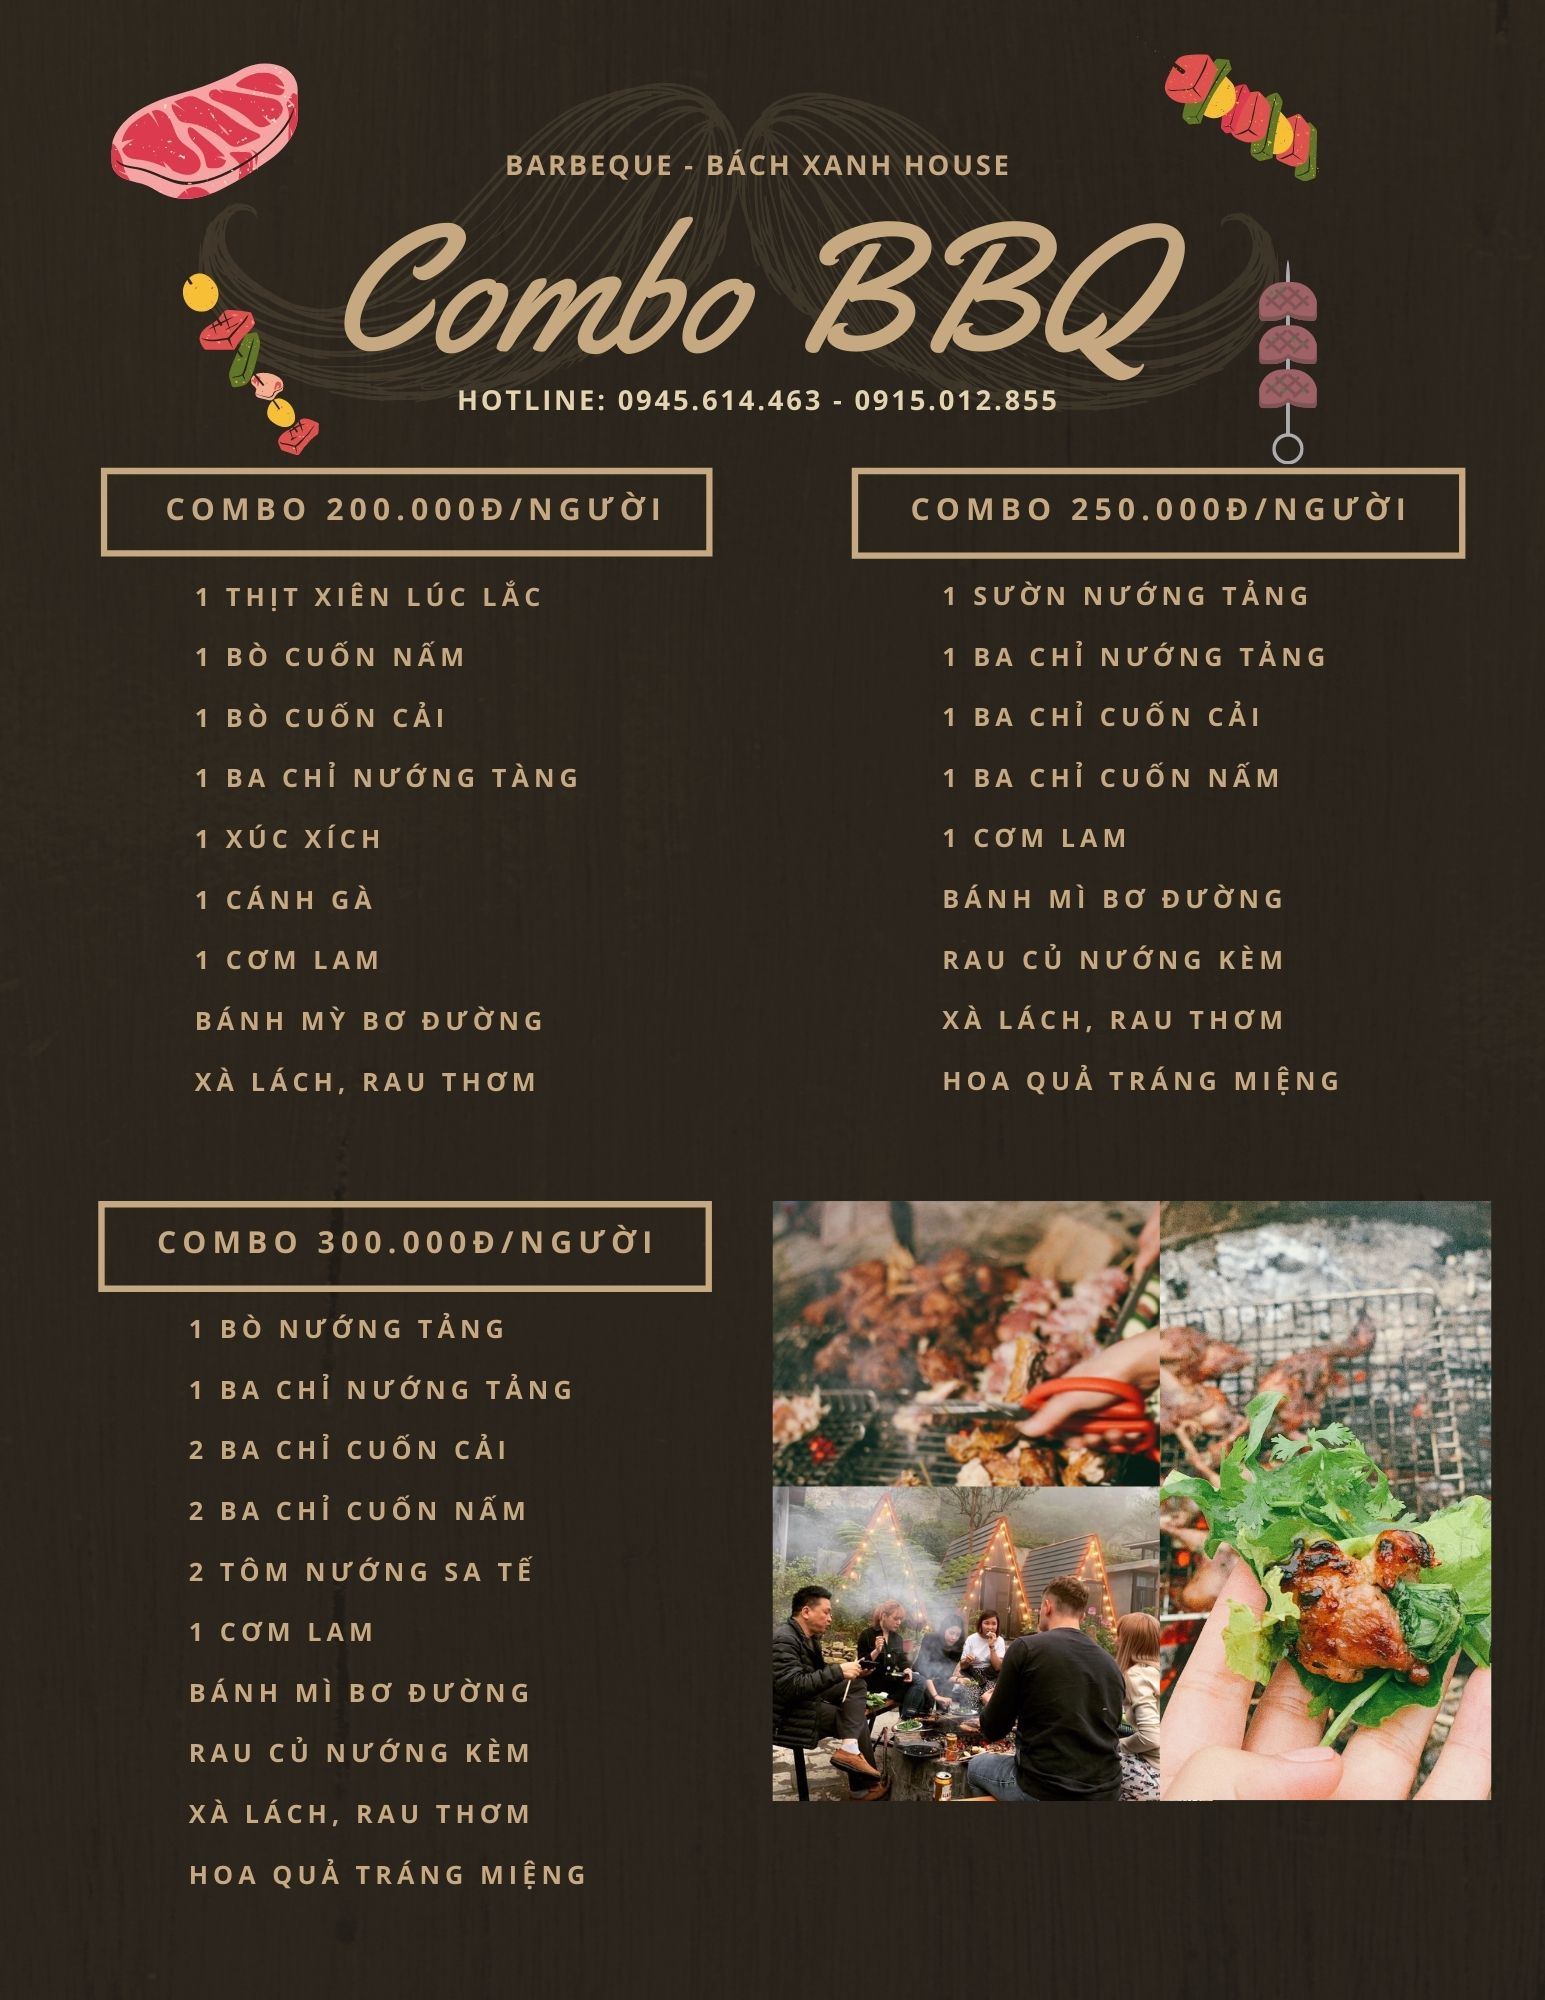 BARBEQUE - BÁCH XANH HOUSE
Combo BBQ
HOTLINE: 0945.614.463 - 0915.012.855
COMBO 200.000Đ/NGƯỜI
1 THỊT XIÊN LÚC LẮC
1 BÒ CUỐN NẤM
1 BÒ CUỐN CẢI
1 BA CHỈ NƯỚNG TÀNG
1 XÚC XÍCH
1 CÁNH GÀ
1 CƠM LAM
BÁNH MỲ BƠ ĐƯỜNG
XÀ LÁCH, RAU THƠM
COMBO 250.000Đ/NGƯỜI
1 SƯỜN NƯỚNG TẢNG
1 BA CHỈ NƯỚNG TẢNG
1 BA CHỈ CUỐN CẢI
1 BA CHỈ CUỐN NẤM
1 CƠM LAM
BÁNH MÌ BƠ ĐƯỜNG
RAU CỦ NƯỚNG KÈM
XÀ LÁCH, RAU THƠM
HOA QUẢ TRÁNG MIỆNG
COMBO 300.000Đ/NGƯỜI
1 BÒ NƯỚNG TẢNG
1 BA CHỈ NƯỚNG TẢNG
2 BA CHỈ CUỐN CẢI
2 BA CHỈ CUỐN NẤM
2 TÔM NƯỚNG SA TẾ
1 CƠM LAM
BÁNH MÌ BƠ ĐƯỜNG
RAU CỦ NƯỚNG KÈM
XÀ LÁCH, RAU THƠM
HOA QUẢ TRÁNG MIỆNG